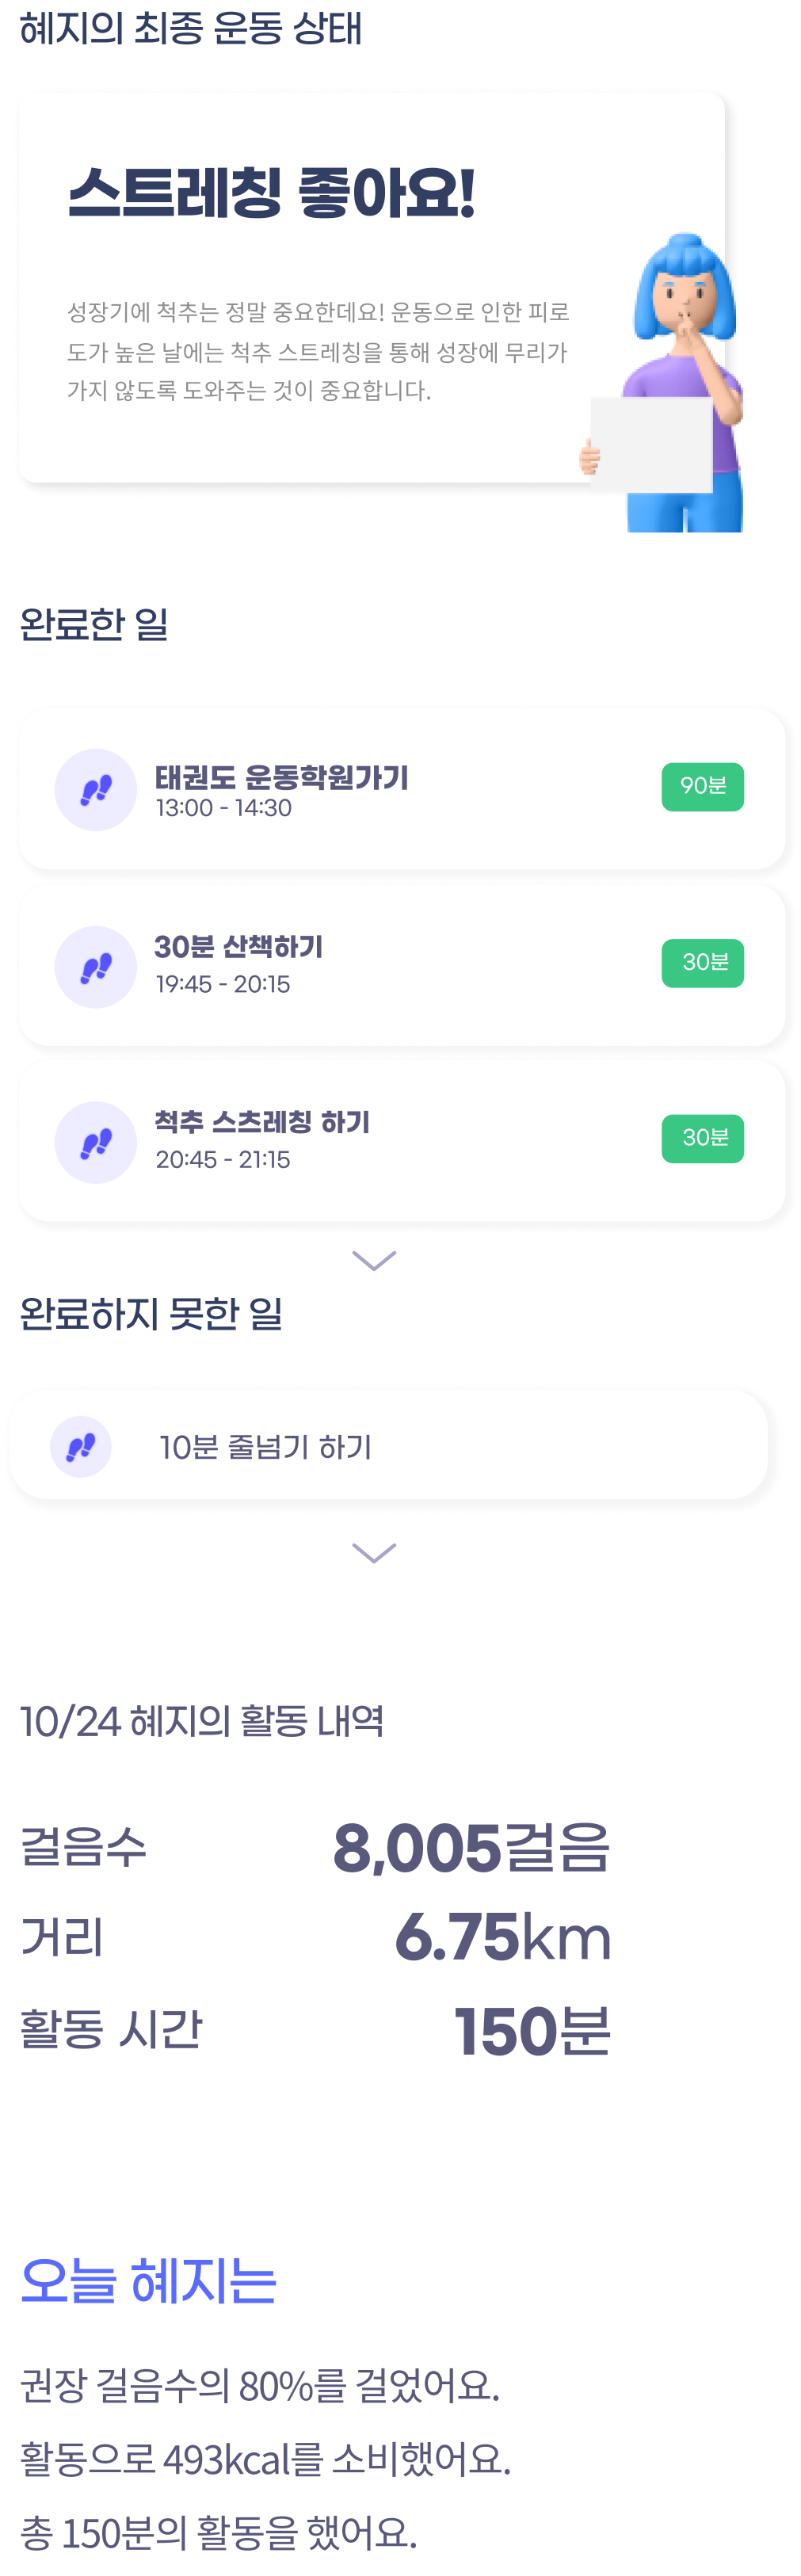 혜지의 최종 운동 상태
스트레칭 좋아요!
성장기에 척추는 정말 중요한데요! 운동으로 인한 피로
도가 높은 날에는 척추 스트레칭을 통해 성장에 무리가
가지 않도록 도와주는 것이 중요합니다.
완료한 일
태권도 운동학원가기
90분
13:00 - 14:30
30분 산책하기
30분
19:45 - 20:15
척추 스츠레칭 하기
30분
20:45 - 21:15
완료하지 못한 일
10분 줄넘기 하기
10/24 혜지의 활동 내역
걸음수 8,005걸음
거리 6.75km
활동 시간 150분
오늘 혜지는
권장 걸음수의 80%를 걸었어요.
활동으로 493kcal를 소비했어요.
총 150분의 활동을 했어요.